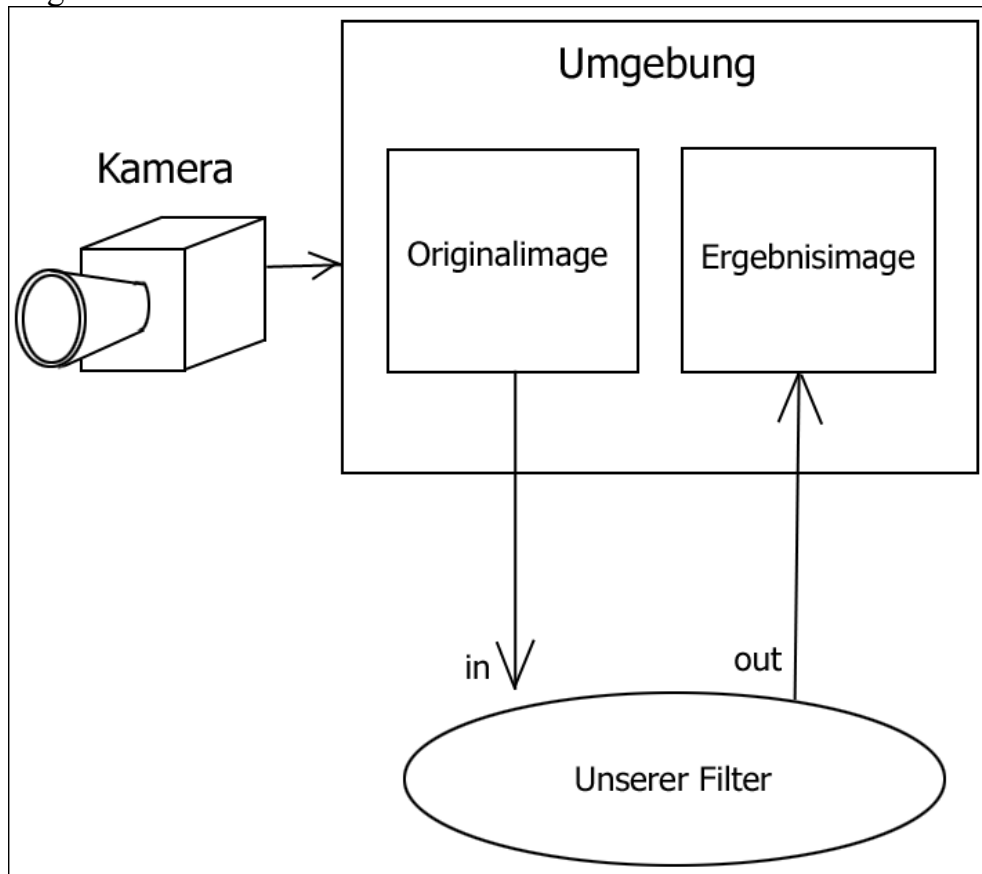 Umgebung
Kamera
Originalimage
Ergebnisimage
in
out
Unserer Filter